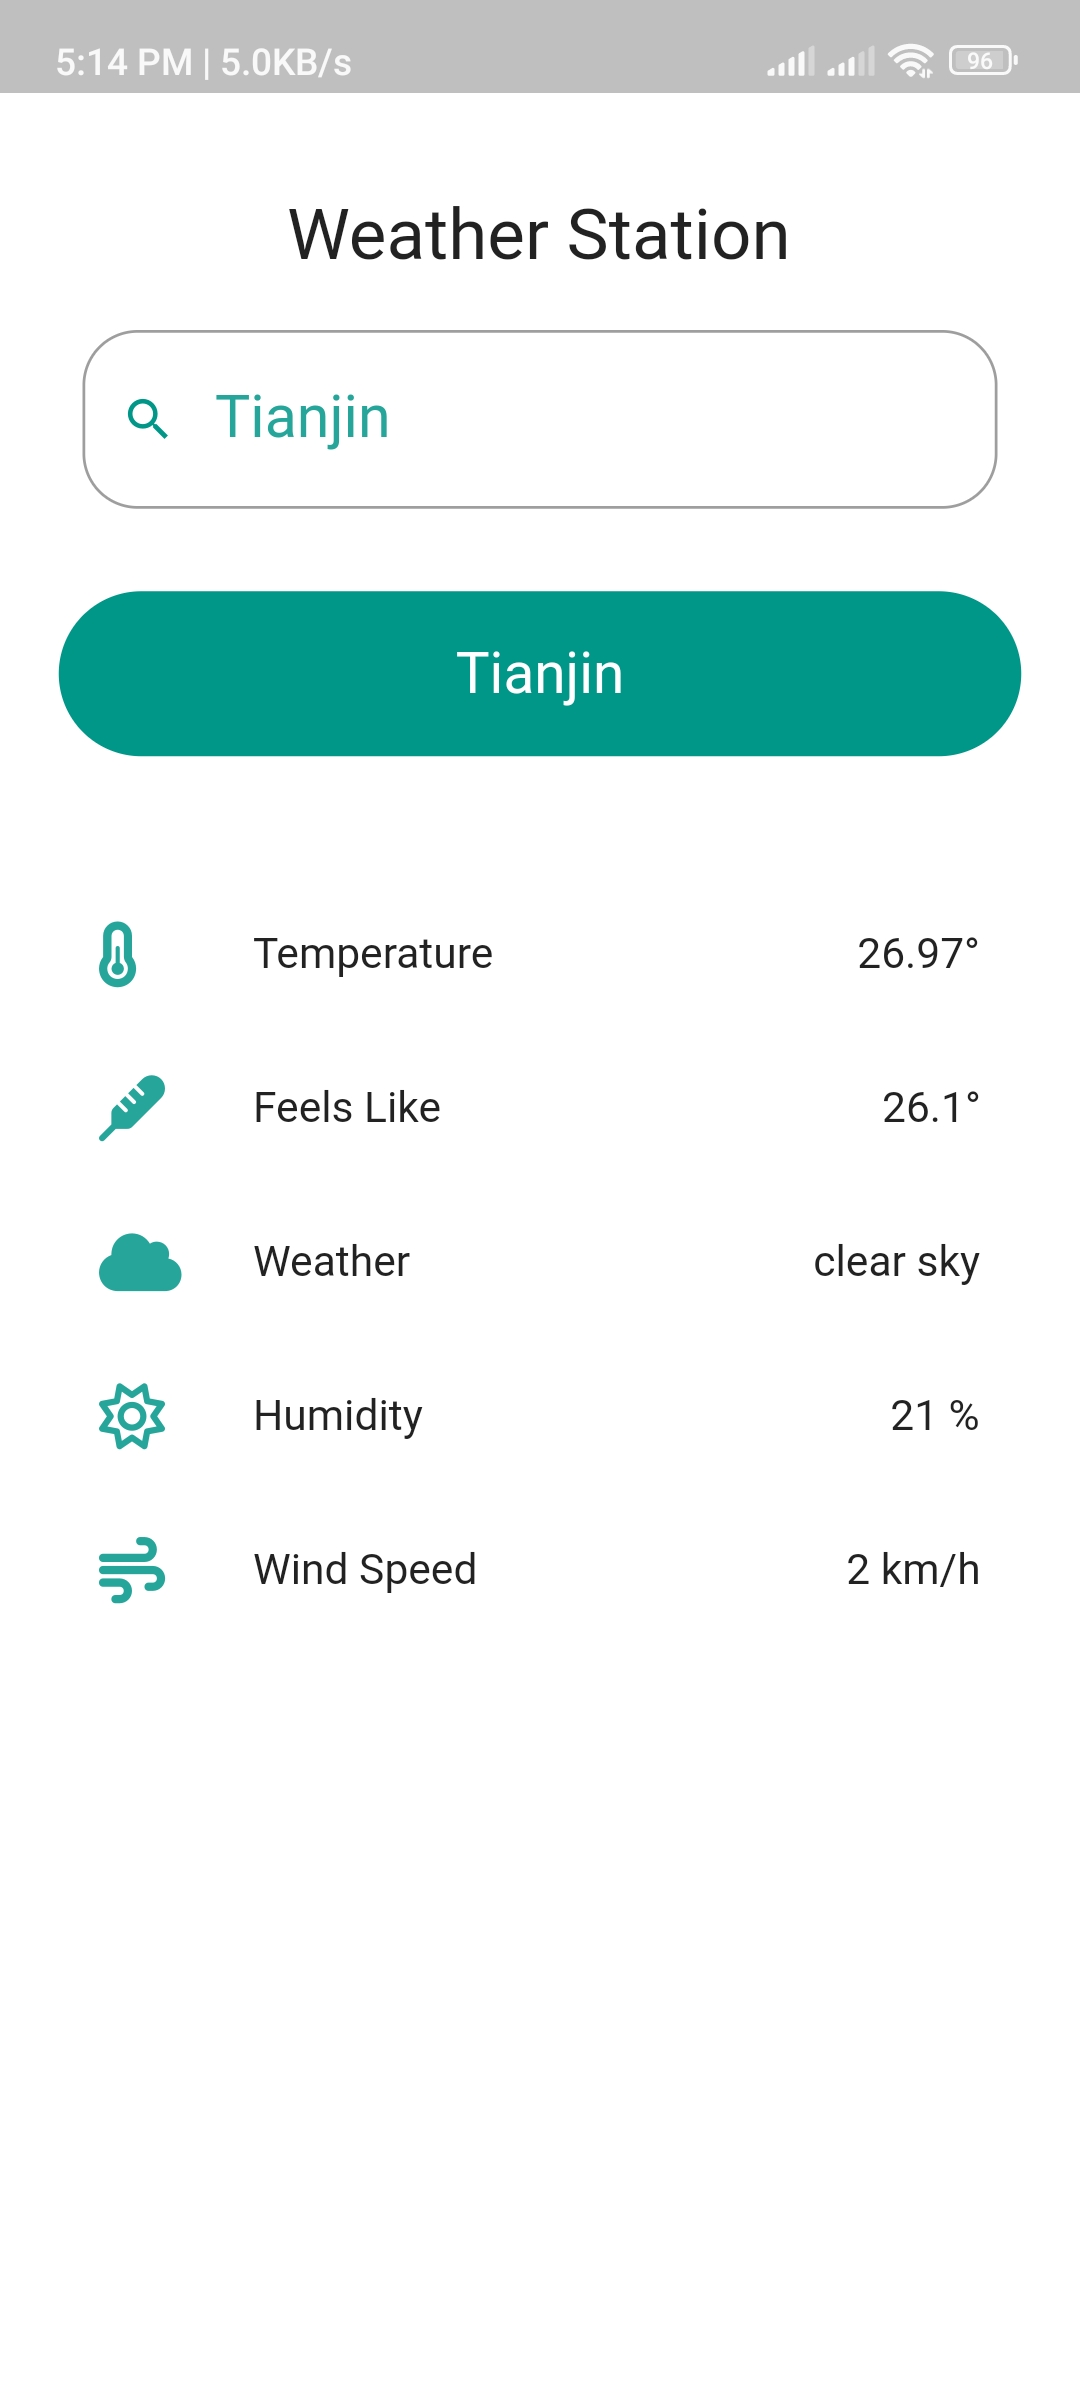 5:14 PM | 5.0KB/s 96
Weather Station
Tianjin
Tianjin
Temperature 26.97°
Feels Like 26.1°
Weather clear sky
Humidity 21 %
Wind Speed 2 km/h